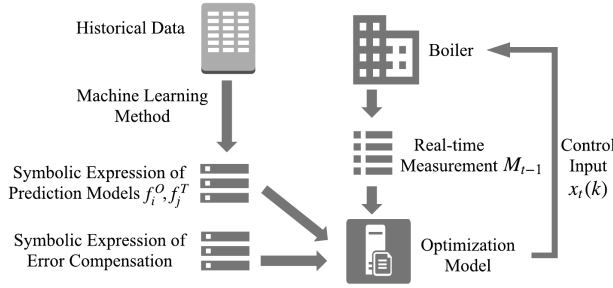 Historical Data
Machine Learning
Method
Symbolic Expression of
Prediction Models $f_i^O, f_j^T$
Symbolic Expression of
Error Compensation
Boiler
Real-time
Measurement $M_{t-1}$
Optimization
Model
Control
Input
$x_t(k)$